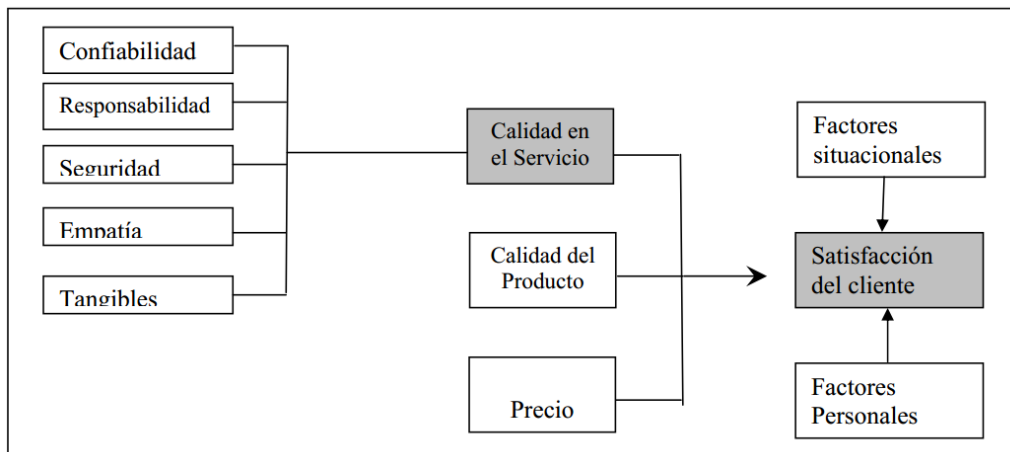 Confiabilidad
Responsabilidad
Seguridad
Empatía
Tangibles
Calidad en
el Servicio
Calidad del
Producto
Precio
Factores
situacionales
Satisfacción
del cliente
Factores
Personales